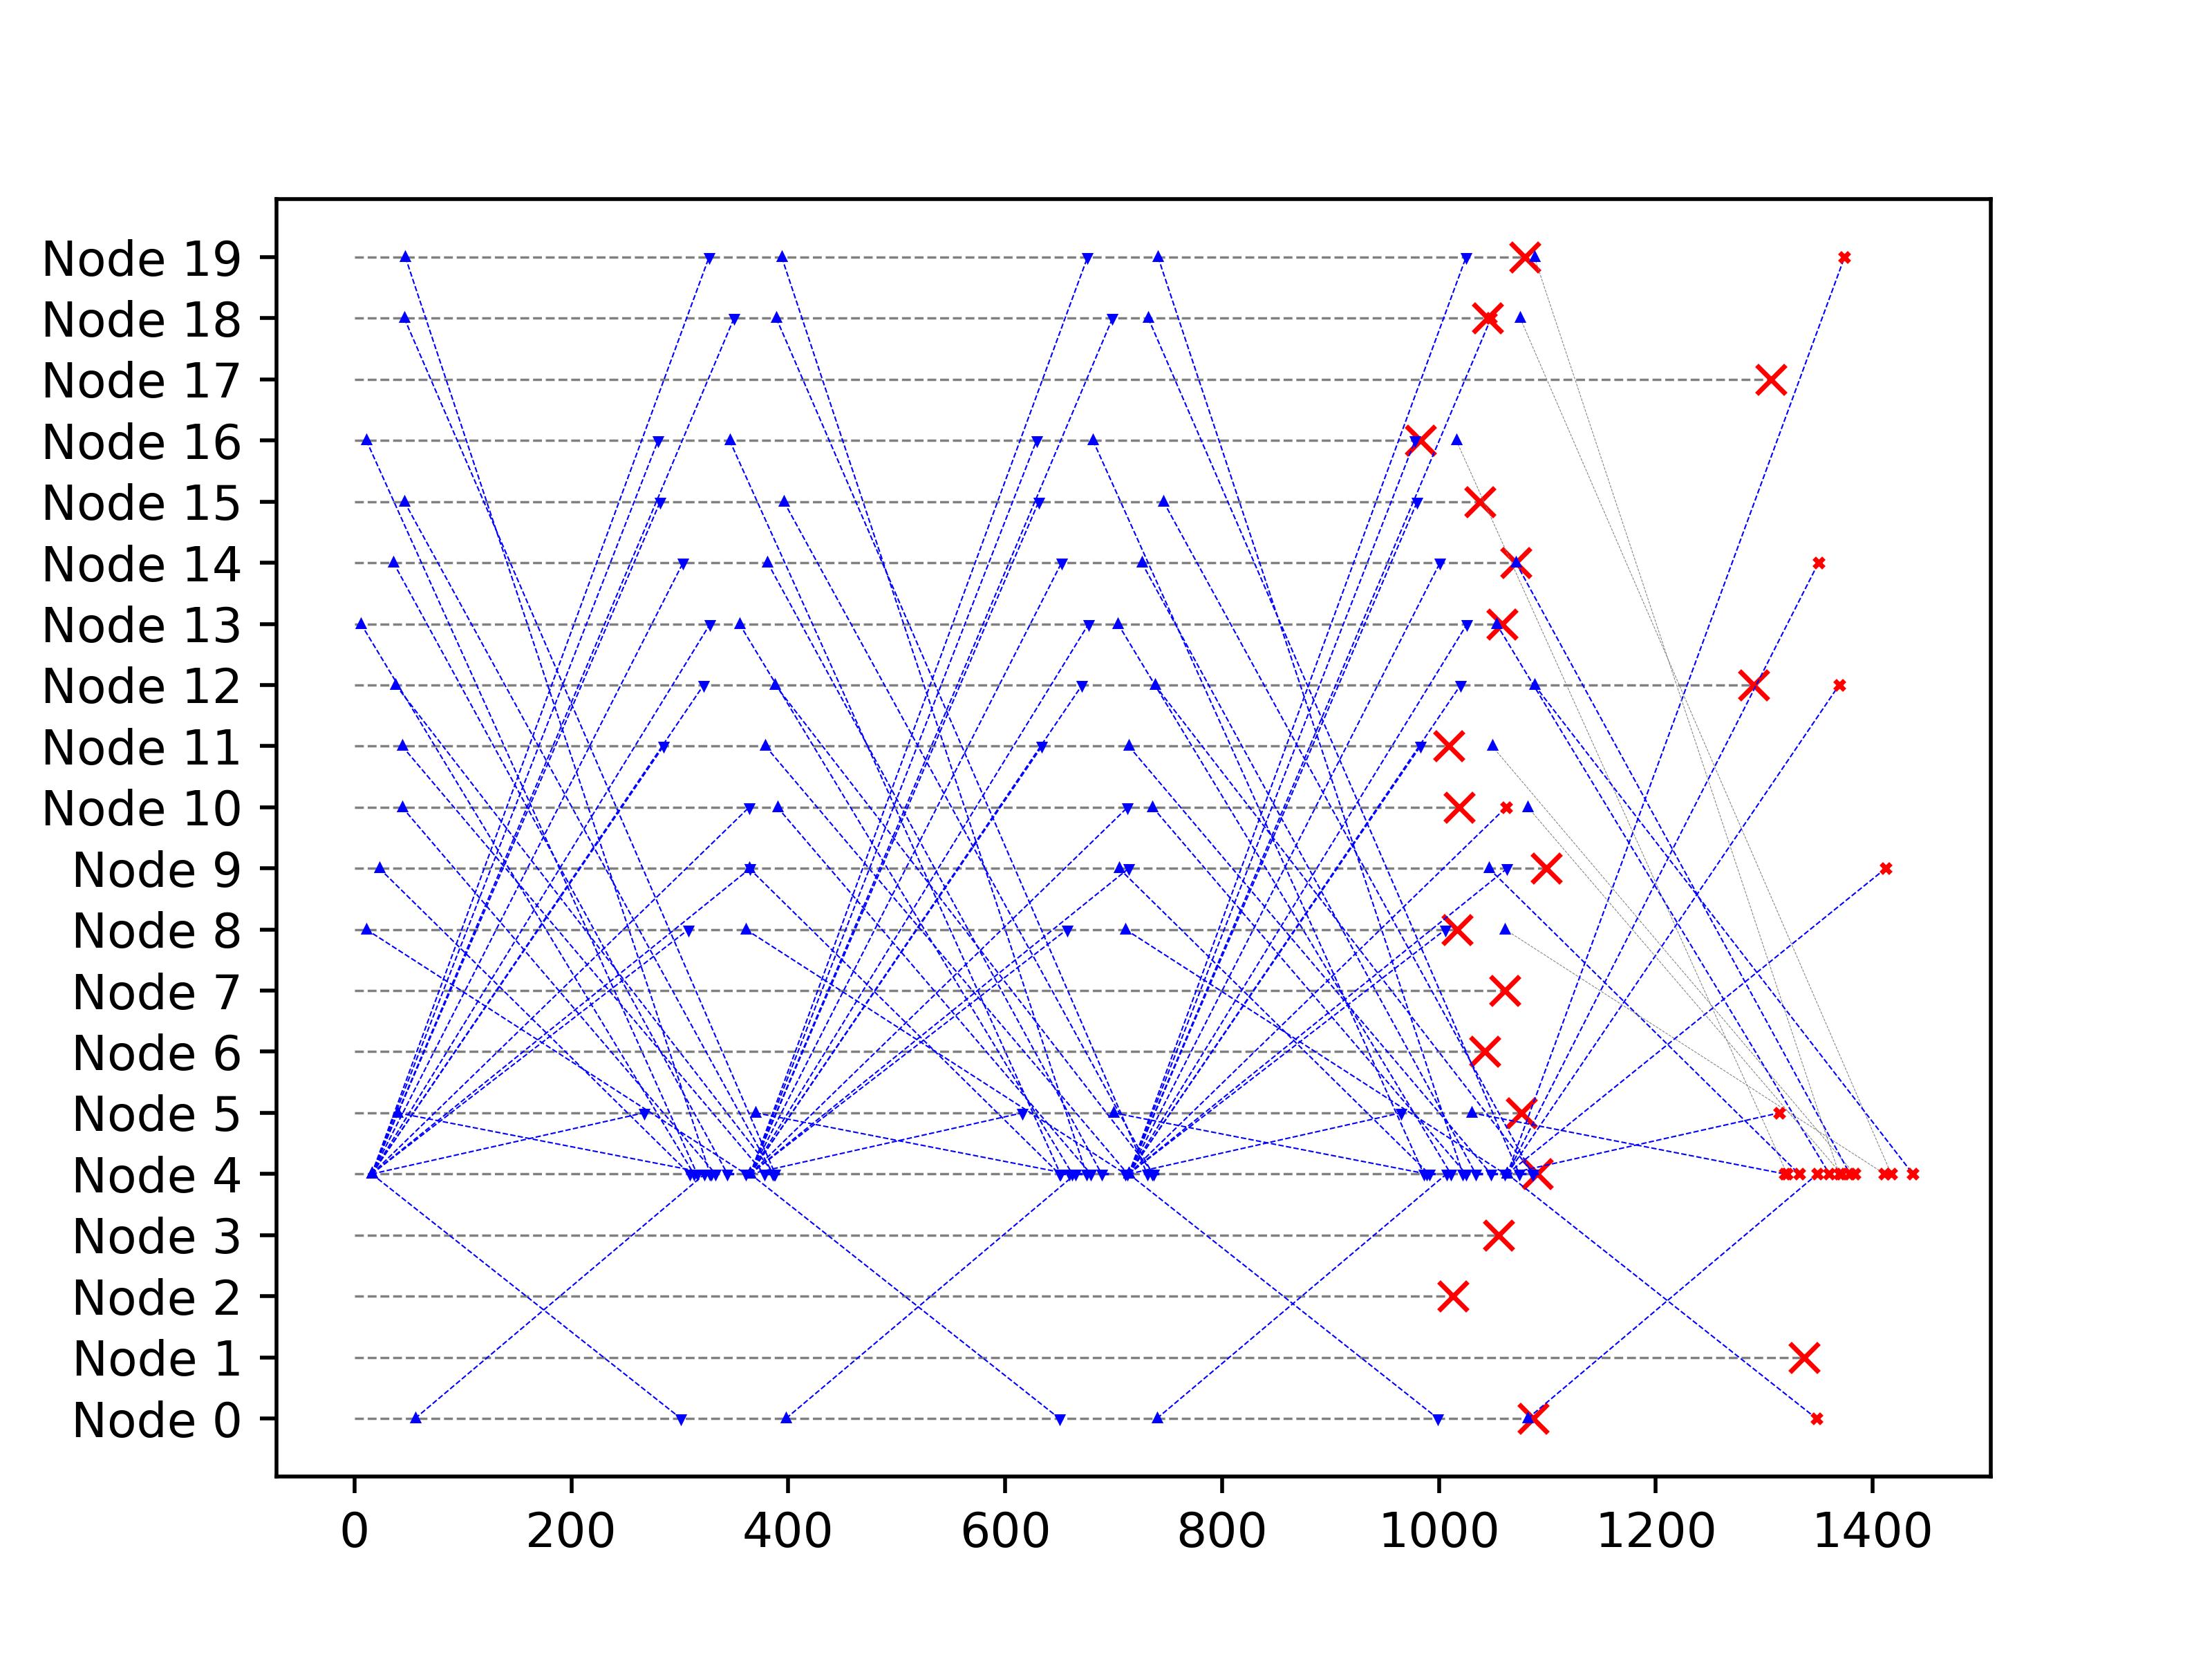 Node 19
Node 18
Node 17
Node 16
Node 15
Node 14
Node 13
Node 12
Node 11
Node 10
Node 9
Node 8
Node 7
Node 6
Node 5
Node 4
Node 3
Node 2
Node 1
Node 0
0 200 400 600 800 1000 1200 1400